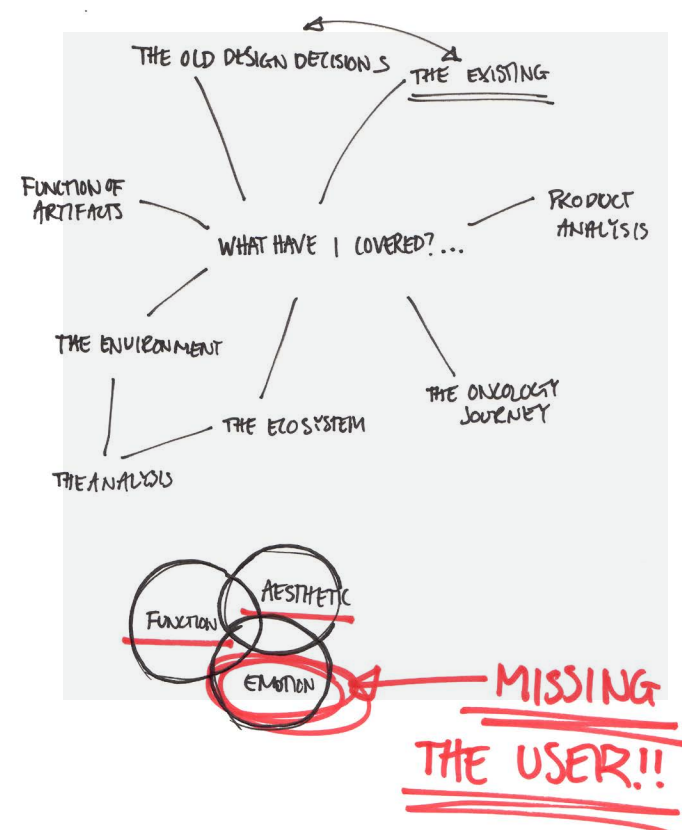 THE OLD DESIGN DECISIONS
THE EXISTING
FUNCTION OF
ARTIFACTS
PRODUCT
ANALYSIS
WHAT HAVE I COVERED?...
THE ENVIRONMENT
THE ONCOLOGY
JOURNEY
THE ECOSYSTEM
THE ANALYSIS
AESTHETIC
FUNCTION
EMOTION
MISSING
THE USER!!